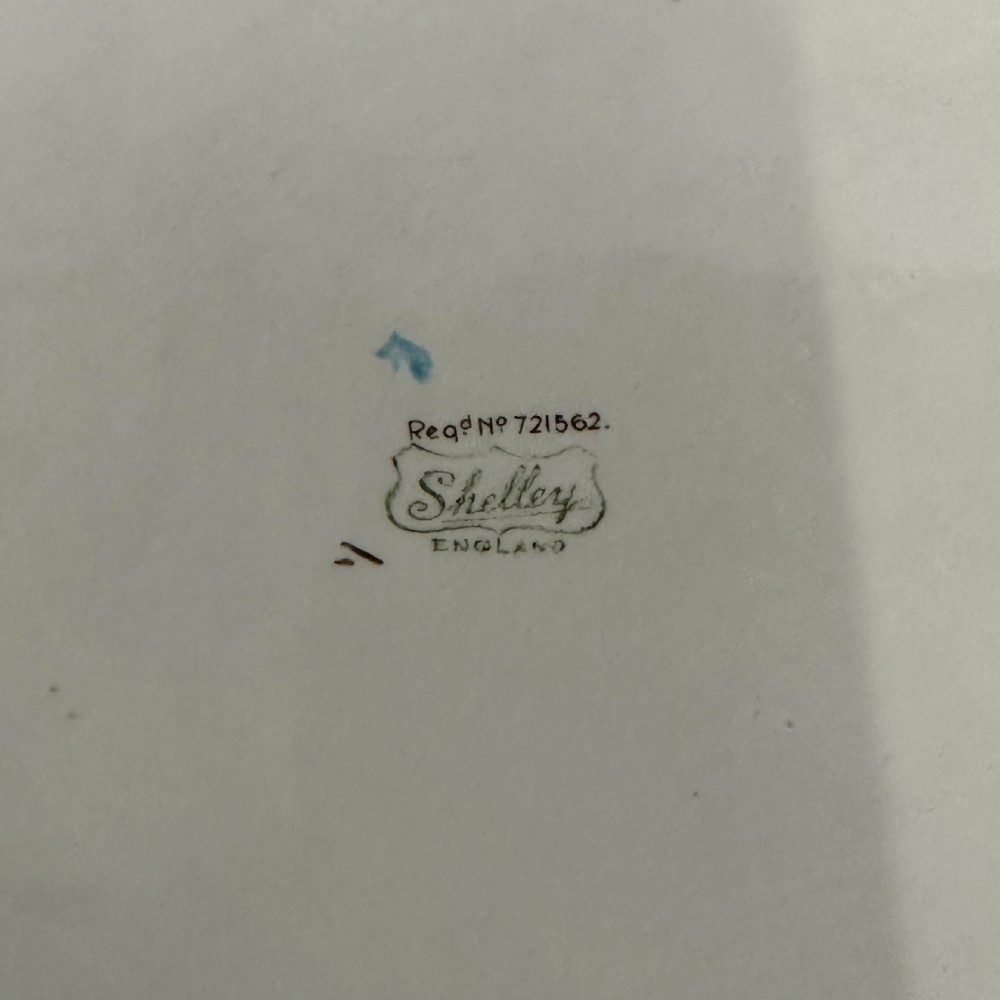 Regd. No 721562.
Shelley
ENGLAND